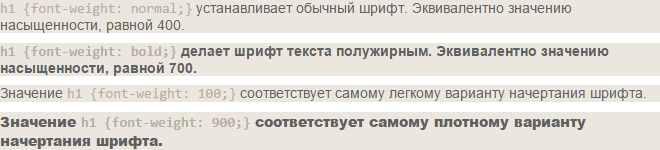 h1 {font-weight: normal;} устанавливает обычный шрифт. Эквивалентно значению
насыщенности, равной 400.
h1 {font-weight: bold;} делает шрифт текста полужирным. Эквивалентно значению
насыщенности, равной 700.
Значение h1 {font-weight: 100;} соответствует самому легкому варианту начертания шрифта.
Значение h1 {font-weight: 900;} соответствует самому плотному варианту
начертания шрифта.